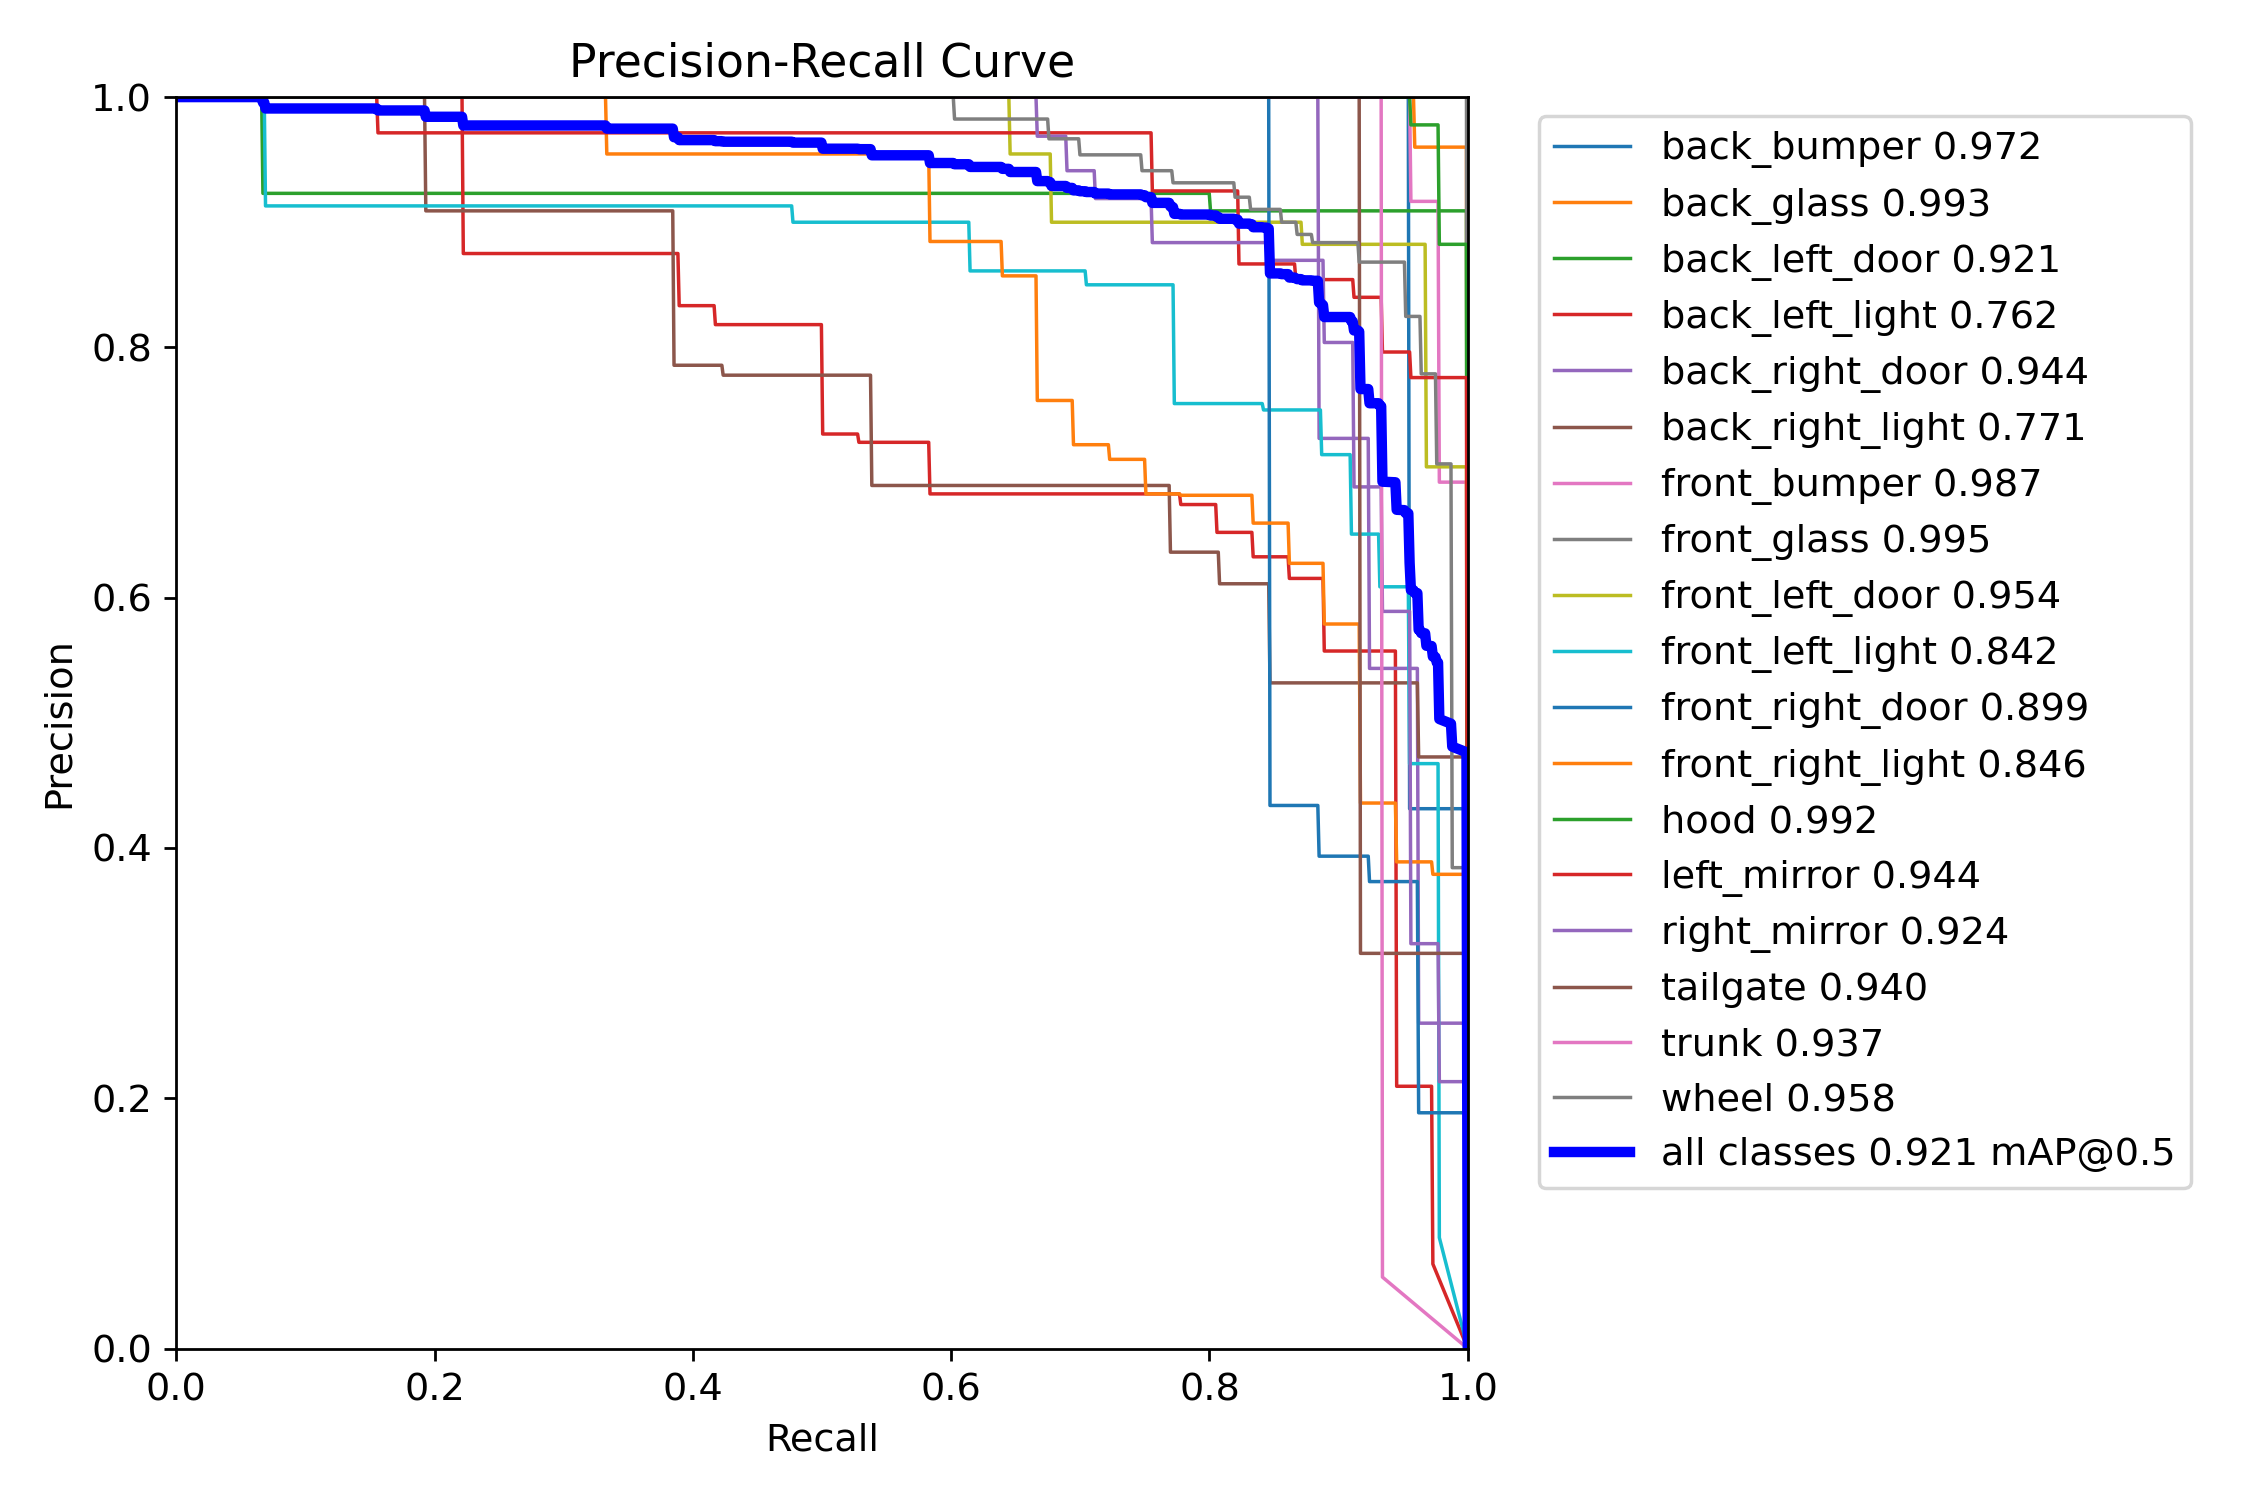 Precision-Recall Curve
1.0
0.8
0.6
0.4
0.2
0.0
Precision
0.0 0.2 0.4 0.6 0.8 1.0
Recall
back_bumper 0.972
back_glass 0.993
back_left_door 0.921
back_left_light 0.762
back_right_door 0.944
back_right_light 0.771
front_bumper 0.987
front_glass 0.995
front_left_door 0.954
front_left_light 0.842
front_right_door 0.899
front_right_light 0.846
hood 0.992
left_mirror 0.944
right_mirror 0.924
tailgate 0.940
trunk 0.937
wheel 0.958
all classes 0.921 mAP@0.5